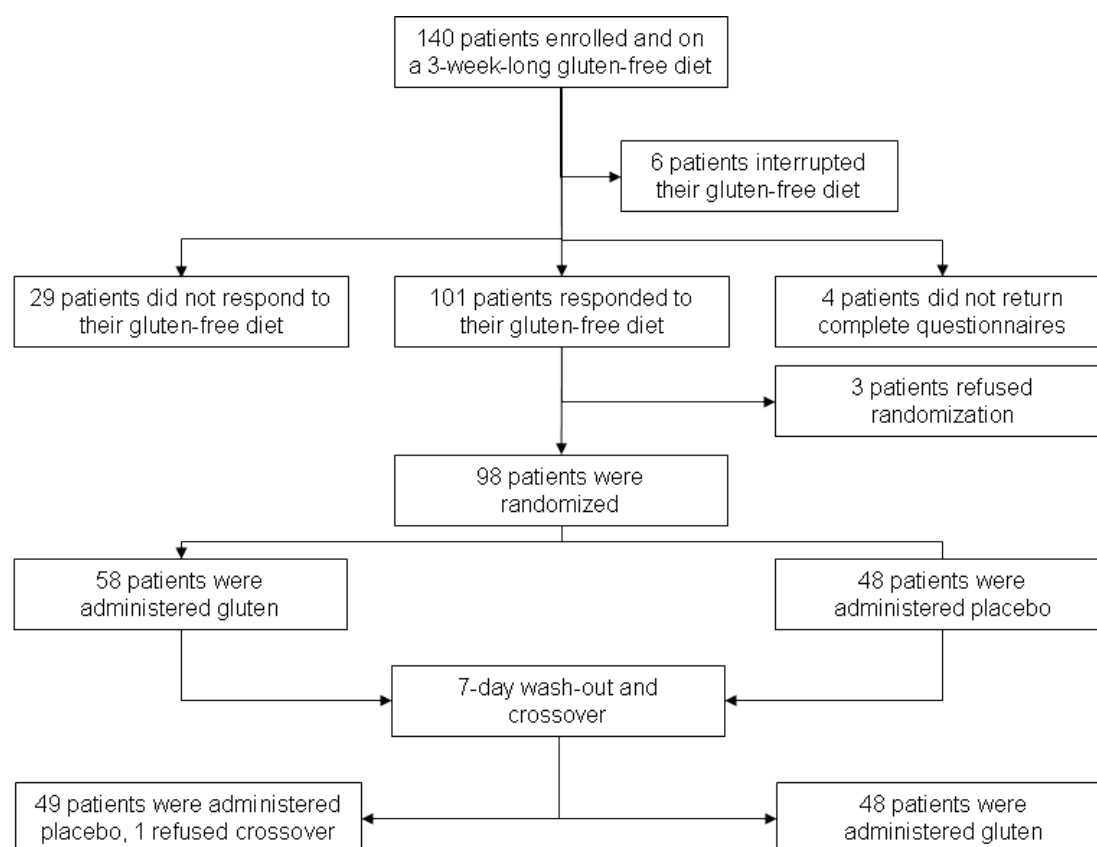 140 patients enrolled and on
a 3-week-long gluten-free diet
6 patients interrupted
their gluten-free diet
29 patients did not respond to
their gluten-free diet
101 patients responded to
their gluten-free diet
4 patients did not return
complete questionnaires
3 patients refused
randomization
98 patients were
randomized
58 patients were
administered gluten
48 patients were
administered placebo
7-day wash-out and
crossover
49 patients were administered
placebo, 1 refused crossover
48 patients were
administered gluten